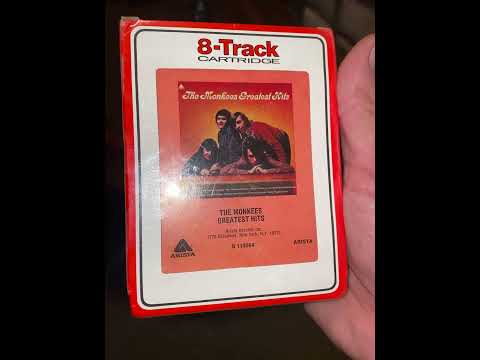 8-Track
CARTRIDGE
The Monkees Greatest Hits
THE MONKEES
GREATEST HITS
Arista Records Inc.
1776 Broadway, New York, N.Y. 10019
ARISTA
ARISTA